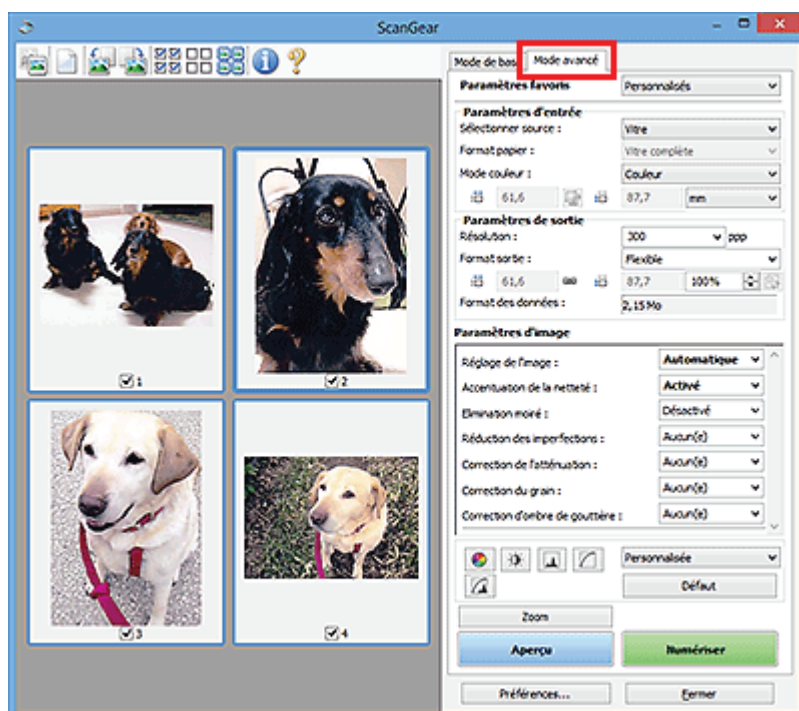 ScanGear
Mode de base Mode avancé
Paramètres favoris Personnalisés
Paramètres d'entrée
Sélectionner source : Vitre
Format papier : Vitre complète
Mode couleur : Couleur
61,6 87,7 mm
Paramètres de sortie
Résolution : 300 ppp
Format sortie : Flexible
61,6 87,7 100%
Format des données : 2,15 Mo
Paramètres d'image
Réglage de l'image : Automatique
Accentuation de la netteté : Activé
Elimination moiré : Désactivé
Réduction des imperfections : Aucun(e)
Correction de l'atténuation : Aucun(e)
Correction du grain : Aucun(e)
Correction d'ombre de gouttière : Aucun(e)
Personnalisée
Défaut
Zoom
Aperçu Numériser
Préférences... Fermer
1
2
3
4